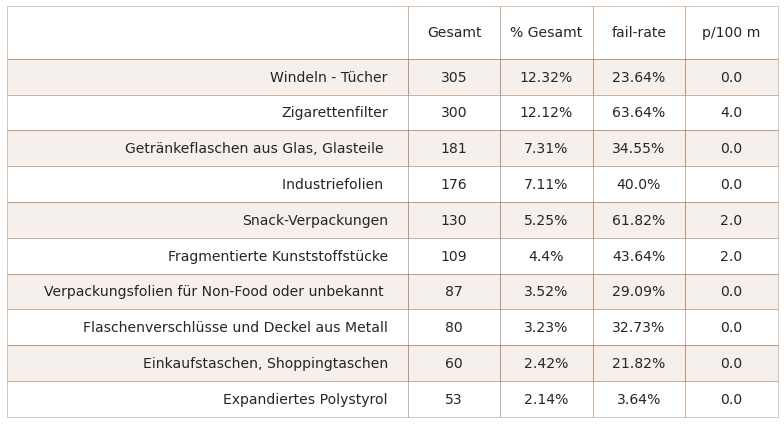 Gesamt % Gesamt fail-rate p/100 m
Windeln - Tücher 305 12.32% 23.64% 0.0
Zigarettenfilter 300 12.12% 63.64% 4.0
Getränkeflaschen aus Glas, Glasteile 181 7.31% 34.55% 0.0
Industriefolien 176 7.11% 40.0% 0.0
Snack-Verpackungen 130 5.25% 61.82% 2.0
Fragmentierte Kunststoffstücke 109 4.4% 43.64% 2.0
Verpackungsfolien für Non-Food oder unbekannt 87 3.52% 29.09% 0.0
Flaschenverschlüsse und Deckel aus Metall 80 3.23% 32.73% 0.0
Einkaufstaschen, Shoppingtaschen 60 2.42% 21.82% 0.0
Expandiertes Polystyrol 53 2.14% 3.64% 0.0